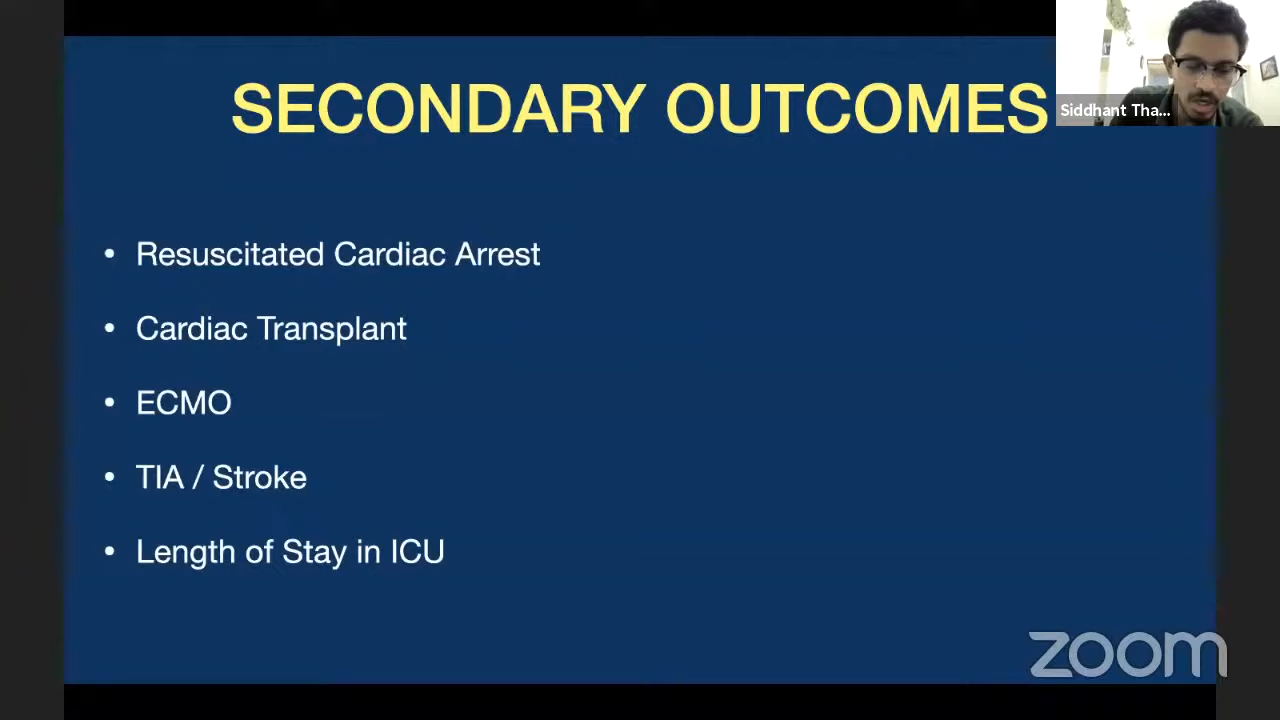 SECONDARY OUTCOMES
Siddhant Tha...
• Resuscitated Cardiac Arrest
• Cardiac Transplant
• ECMO
• TIA / Stroke
• Length of Stay in ICU
zoom